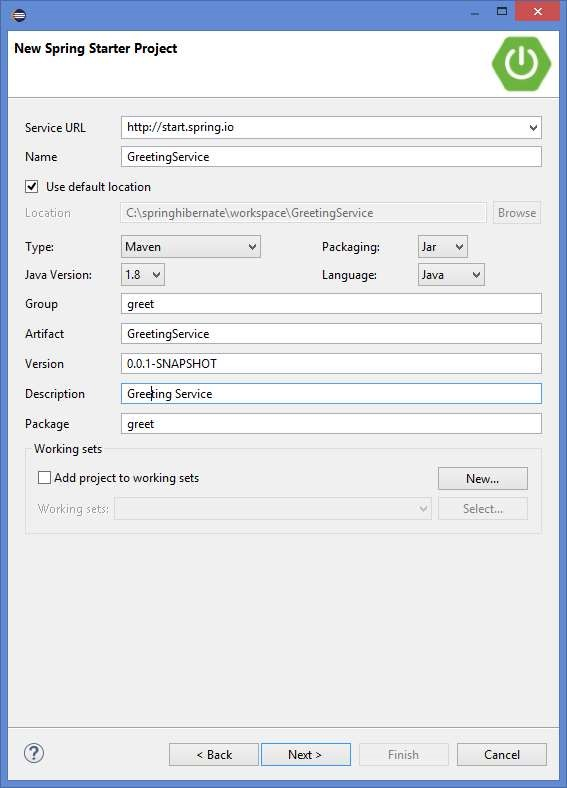 New Spring Starter Project
Service URL http://start.spring.io
Name GreetingService
Use default location
Location C:\springhibernate\workspace\GreetingService Browse
Type: Maven Packaging: Jar
Java Version: 1.8 Language: Java
Group greet
Artifact GreetingService
Version 0.0.1-SNAPSHOT
Description Greeting Service
Package greet
Working sets
Add project to working sets New...
Working sets: Select...
? < Back Next > Finish Cancel